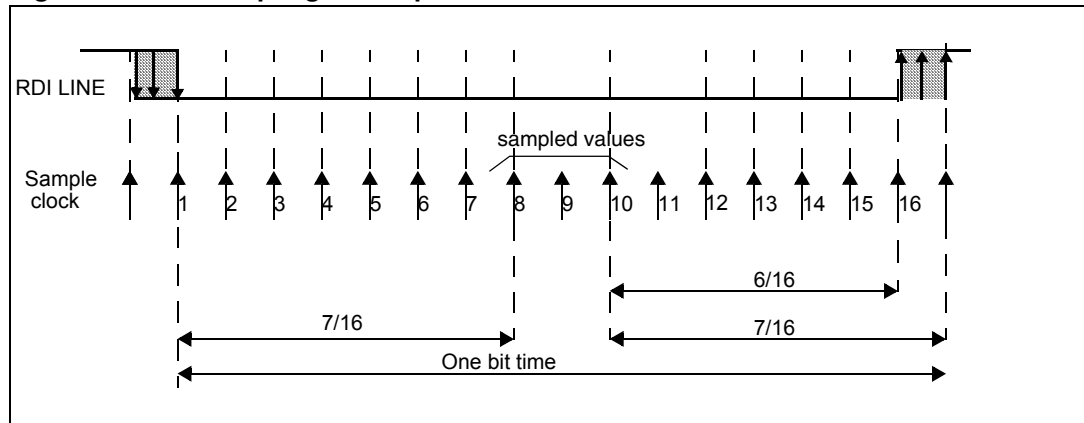 RDI LINE
sampled values
Sample
clock
1 2 3 4 5 6 7 8 9 10 11 12 13 14 15 16
6/16
7/16
7/16
One bit time